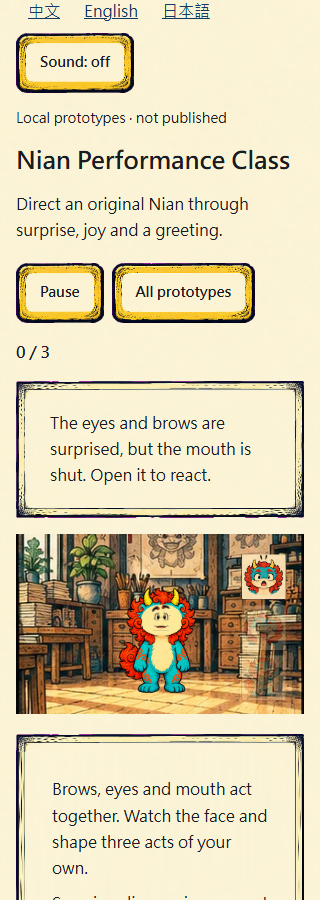 中文 English 日本語
Sound: off
Local prototypes · not published
Nian Performance Class
Direct an original Nian through
surprise, joy and a greeting.
Pause All prototypes
0 / 3
The eyes and brows are
surprised, but the mouth is
shut. Open it to react.
Brows, eyes and mouth act
together. Watch the face and
shape three acts of your
own.